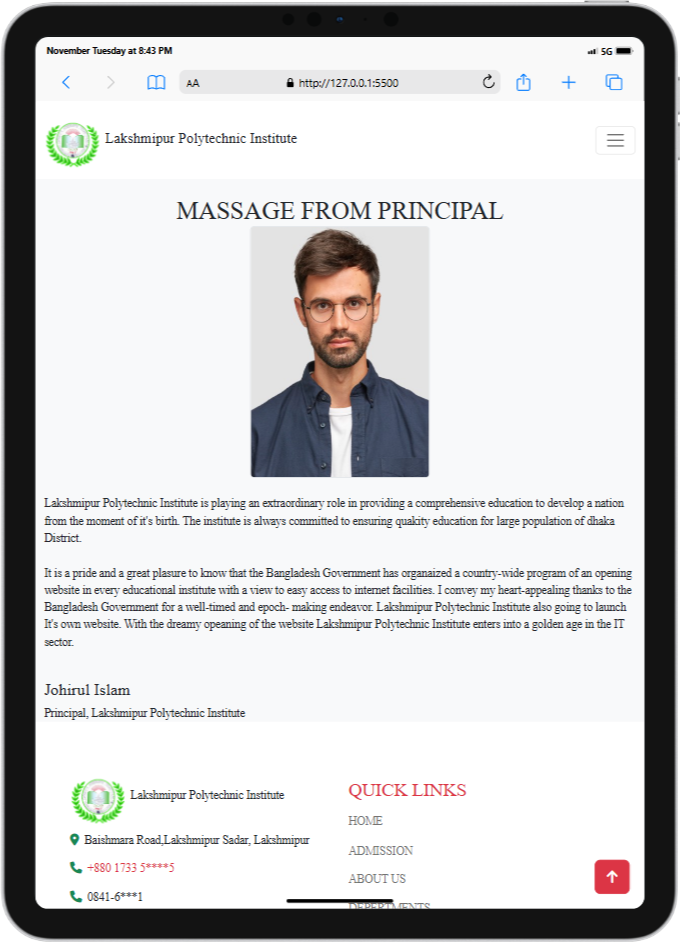 November Tuesday at 8:43 PM
5G
AA
http://127.0.0.1:5500
Lakshmipur Polytechnic Institute
MASSAGE FROM PRINCIPAL
Lakshmipur Polytechnic Institute is playing an extraordinary role in providing a comprehensive education to develop a nation
from the moment of it's birth. The institute is always committed to ensuring quakity education for large population of dhaka
District.
It is a pride and a great plasure to know that the Bangladesh Government has organaized a country-wide program of an opening
website in every educational institute with a view to easy access to internet facilities. I convey my heart-appealing thanks to the
Bangladesh Government for a well-timed and epoch- making endeavor. Lakshmipur Polytechnic Institute also going to launch
It's own website. With the dreamy opeaning of the website Lakshmipur Polytechnic Institute enters into a golden age in the IT
sector.
Johirul Islam
Principal, Lakshmipur Polytechnic Institute
Lakshmipur Polytechnic Institute
Baishmara Road,Lakshmipur Sadar, Lakshmipur
+880 1733 5****5
0841-6***1
QUICK LINKS
HOME
ADMISSION
ABOUT US
DEPERTMENTS